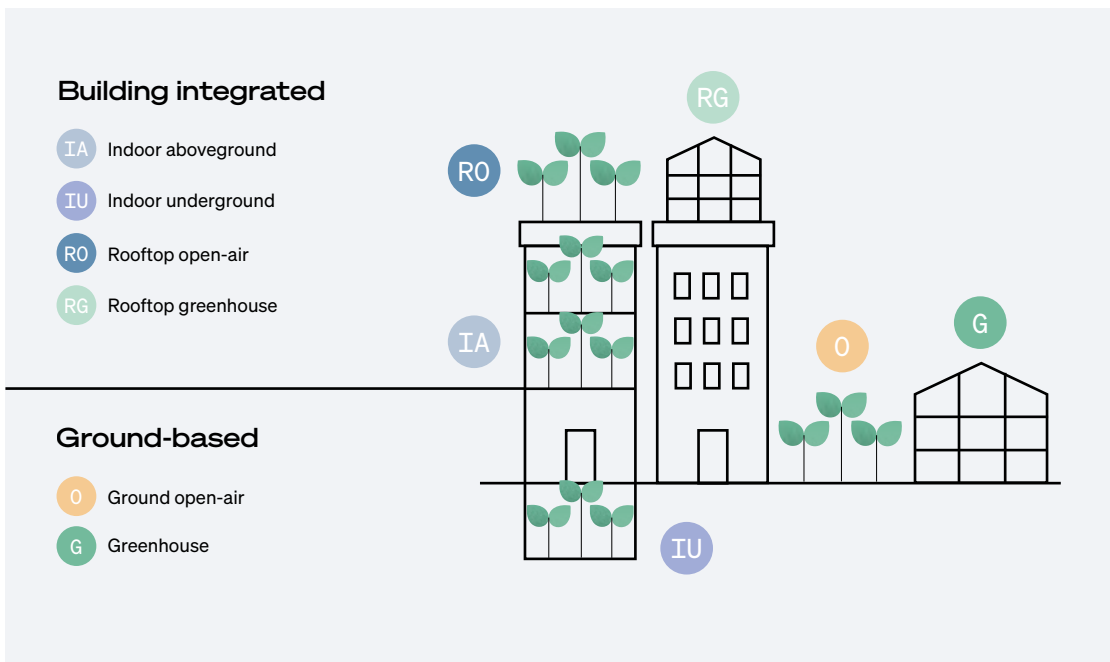 Building integrated
IA Indoor aboveground
IU Indoor underground
RO Rooftop open-air
RG Rooftop greenhouse
Ground-based
O Ground open-air
G Greenhouse
RG
RO
IA
O
G
IU